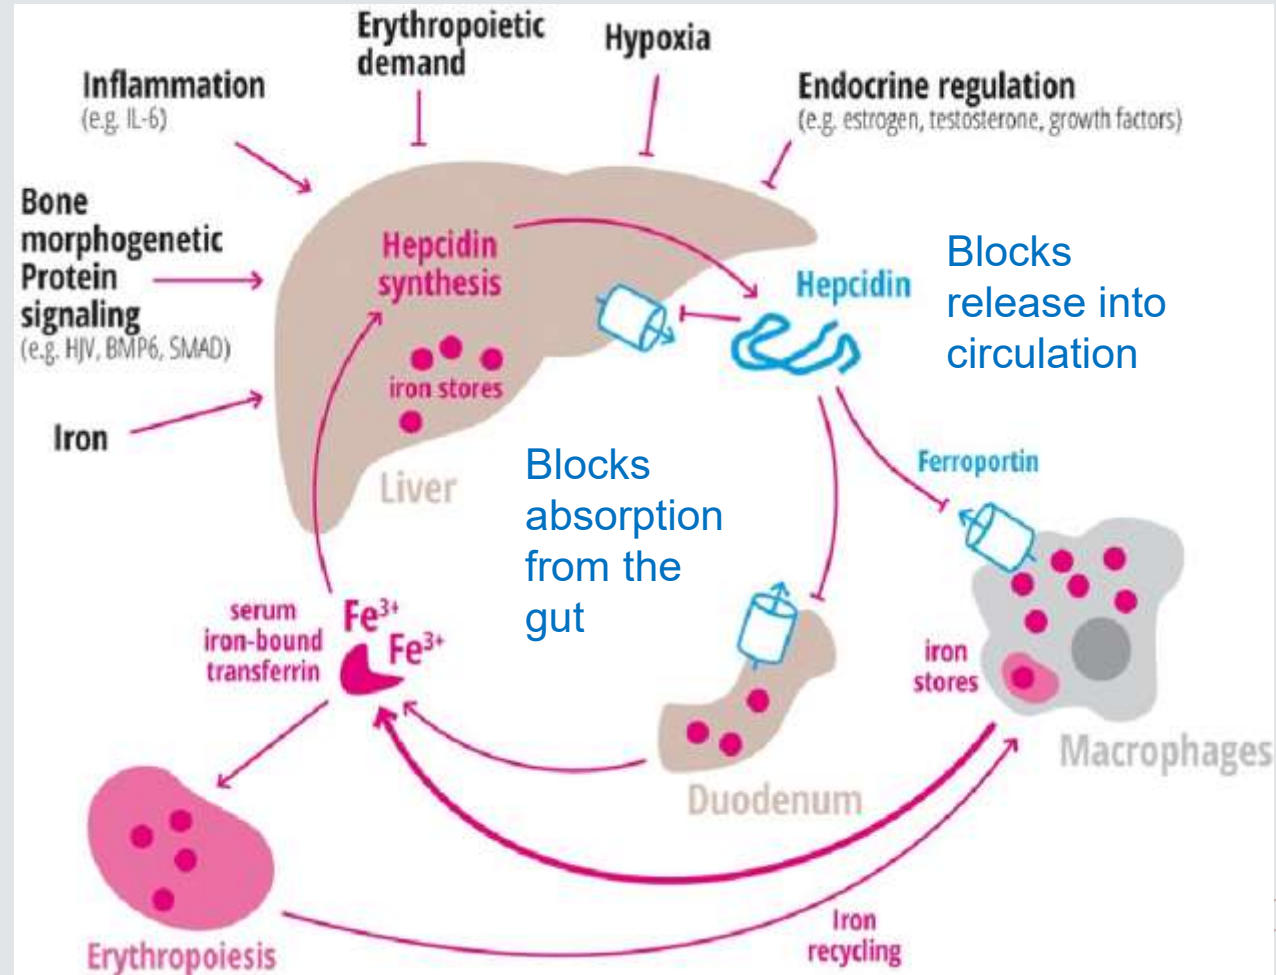 Erythropoietic
demand
Hypoxia
Inflammation
(e.g. IL-6)
Endocrine regulation
(e.g. estrogen, testosterone, growth factors)
Bone
morphogenetic
Protein
signaling
(e.g. HJV, BMP6, SMAD)
Hepcidin
synthesis
Hepcidin
Blocks
release into
circulation
iron stores
Iron
Liver
Blocks
absorption
from the
gut
Ferroportin
serum
iron-bound
transferrin
Fe³⁺
Fe³⁺
iron
stores
Macrophages
Duodenum
Iron
recycling
Erythropoiesis